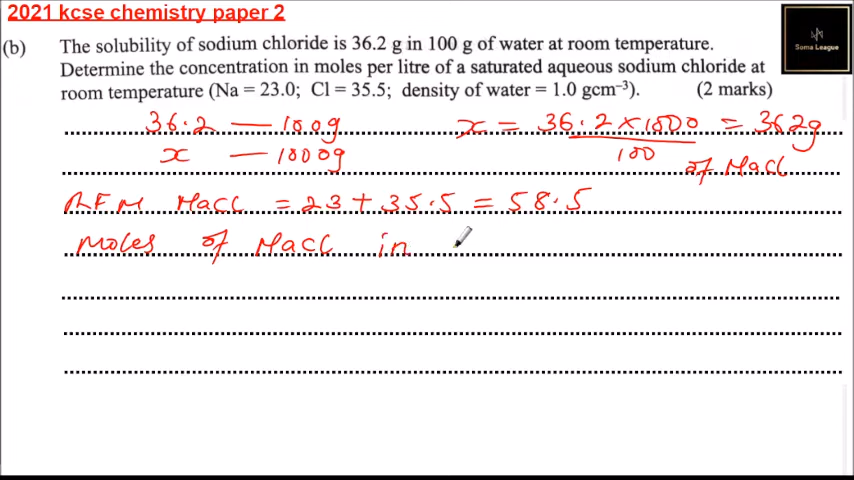 2021 kcse chemistry paper 2
Soma League
(b) The solubility of sodium chloride is 36.2 g in 100 g of water at room temperature.
Determine the concentration in moles per litre of a saturated aqueous sodium chloride at
room temperature (Na = 23.0; Cl = 35.5; density of water = 1.0 gcm⁻³). (2 marks)
36.2 — 100g x = 36.2 x 1000 / 100 = 362g
x — 1000g of NaCl
RFM NaCl = 23 + 35.5 = 58.5
moles of NaCl in